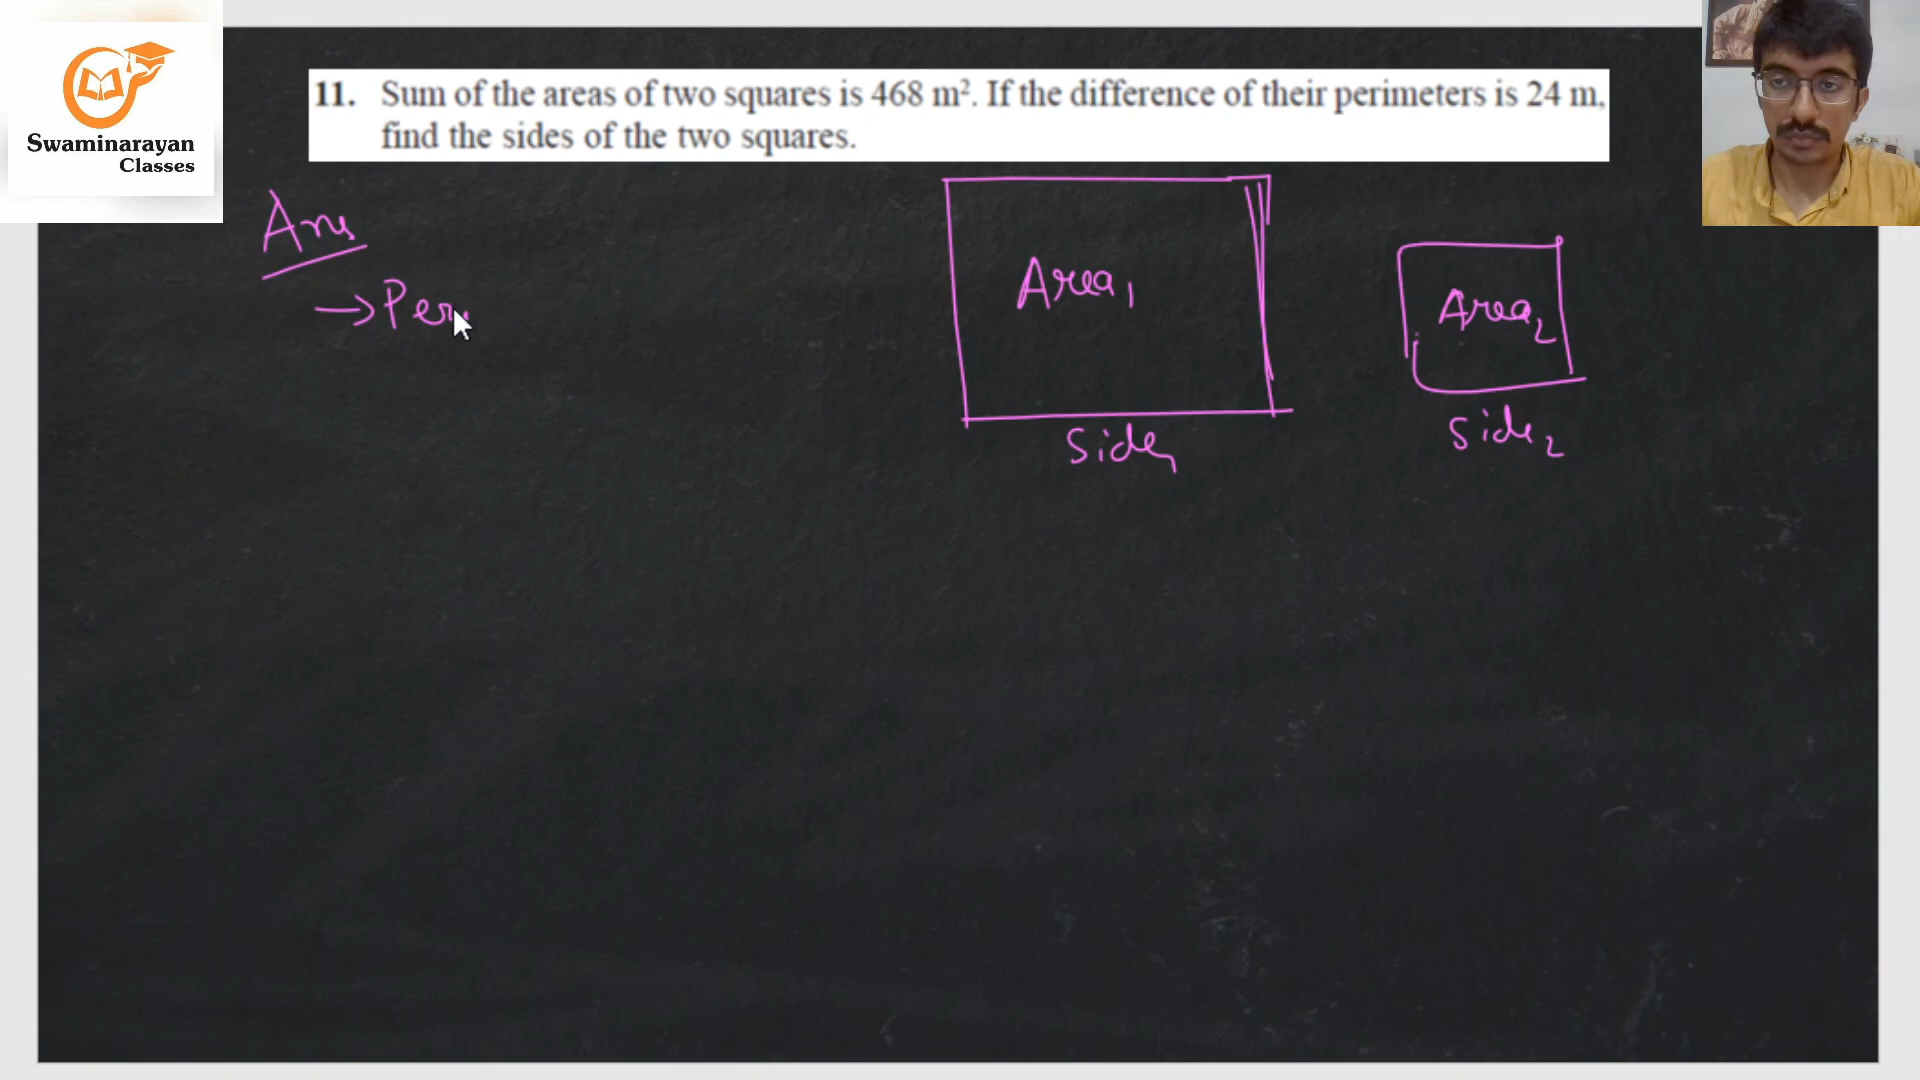 Swaminarayan
Classes
11. Sum of the areas of two squares is 468 m². If the difference of their perimeters is 24 m,
find the sides of the two squares.
Ans
→ Per
Area₁
Area₂
Side₁
Side₂